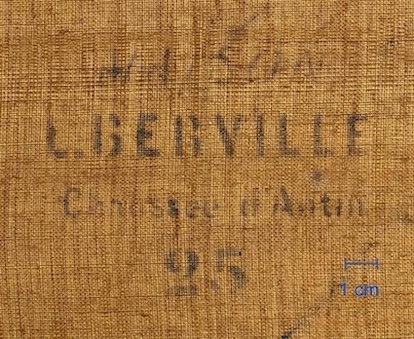 L. BERVILLE
Chaussée d'Antin
25
1 cm